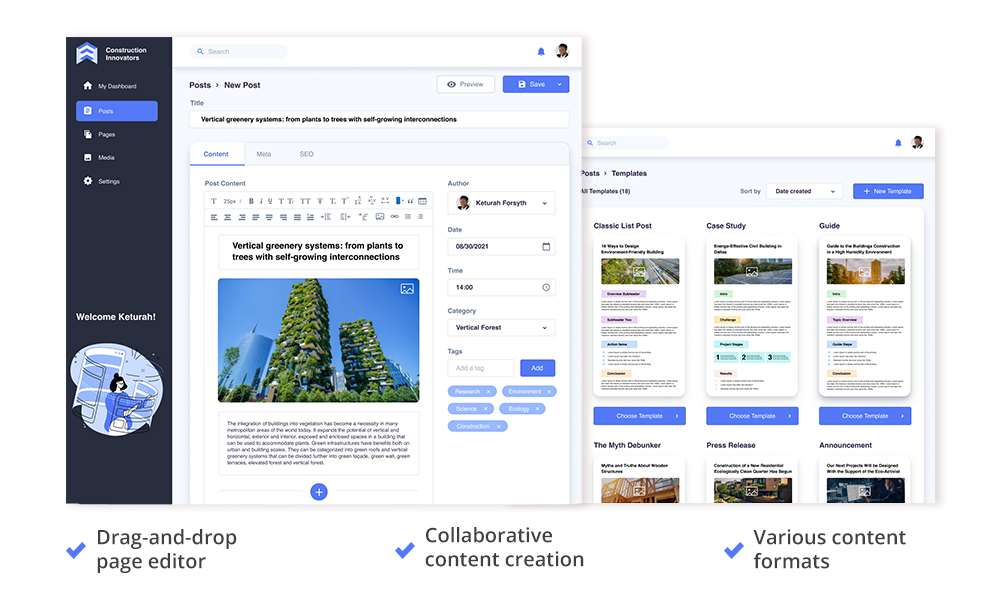 Construction
Innovators
My Dashboard
Posts
Pages
Media
Settings
Welcome Keturah!
Search
Posts > New Post
Preview
Save
Title
Vertical greenery systems: from plants to trees with self-growing interconnections
Content
Meta
SEO
Post Content
25px
Vertical greenery systems: from plants to
trees with self-growing interconnections
The integration of buildings into vegetation has become a necessity in many
metropolitan areas of the world today. It expands the potential of vertical and
horizontal, exterior and interior, exposed and enclosed spaces in a building that
can be used to accommodate plants. Green infrastructures have benefits both on
urban and building scales. They can be categorized into green roofs and vertical
greenery systems that can be divided further into green façade, green wall, green
terraces, elevated forest and vertical forest.
Author
Keturah Forsyth
Date
08/30/2021
Time
14:00
Category
Vertical Forest
Tags
Add a tag
Add
Research ×
Environment ×
Science ×
Ecology ×
Construction ×
Search
Posts > Templates
All Templates (18)
Sort by
Date created
+ New Template
Classic List Post
16 Ways to Design
Environment-Friendly Building
Overview Subheader
Subheader Two
Action Items
Conclusion
Choose Template
Case Study
Energy-Effective Civil Building in
Dallas
Intro
Challenge
Project Stages
1
2
3
Results
Choose Template
Guide
Guide to the Buildings Construction
in a High Humidity Environment
Intro
Topic Overview
Guide Steps
Conclusion
Choose Template
The Myth Debunker
Myths and Truths About Wooden
Structures
Press Release
Construction of a New Residential
Ecologically Clean Quarter Has Begun
Announcement
Our Next Projects Will be Designed
With the Support of the Eco-Activist
Drag-and-drop
page editor
Collaborative
content creation
Various content
formats